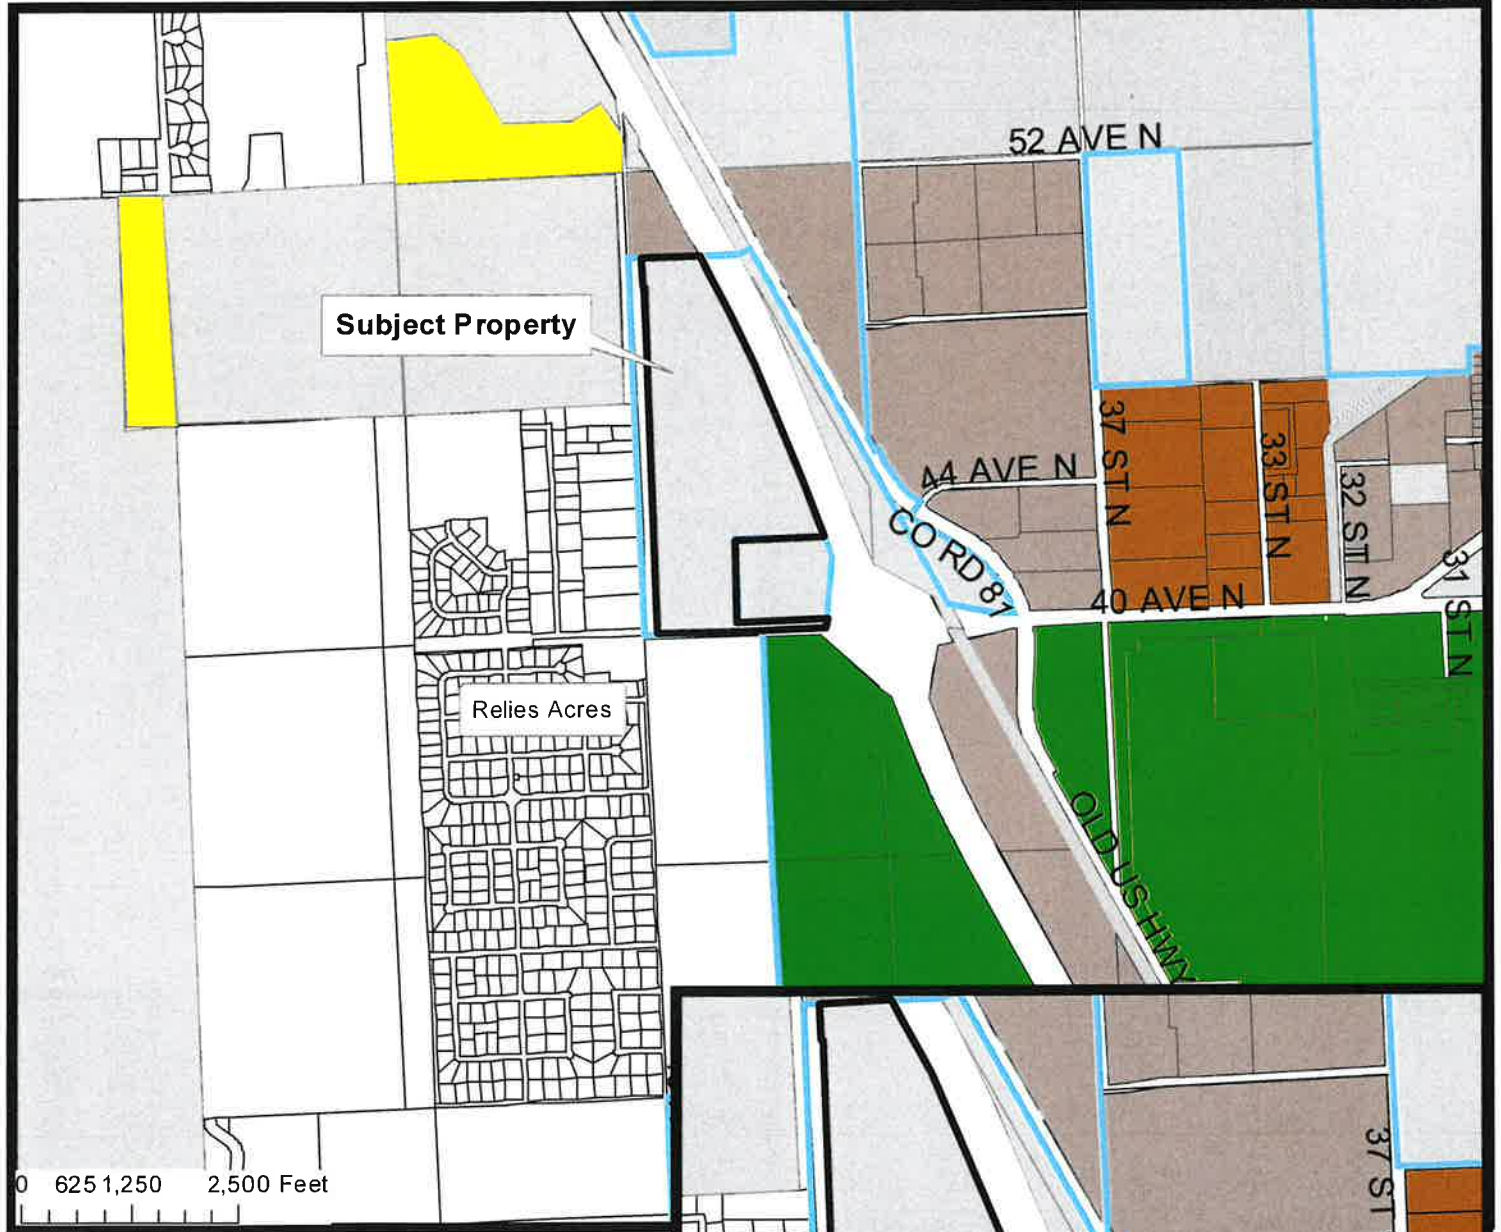 52 AVE N
Subject Property
44 AVE N
37 ST N
33 ST N
32 ST N
31 ST N
CO RD 81
40 AVE N
Relies Acres
OLD US HWY
37 ST
0 625 1,250 2,500 Feet